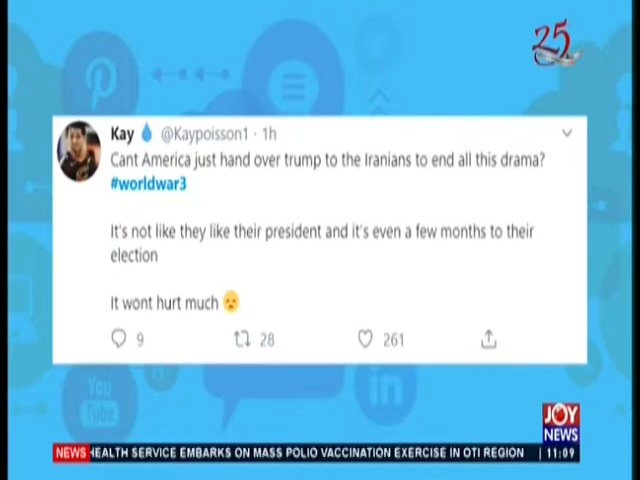 25
Kay @Kaypoisson1 · 1h
Cant America just hand over trump to the Iranians to end all this drama?
#worldwar3
It's not like they like their president and it's even a few months to their
election
It wont hurt much
9 28 261
You
Tube
in
JOY
NEWS
NEWS HEALTH SERVICE EMBARKS ON MASS POLIO VACCINATION EXERCISE IN OTI REGION | 11:09